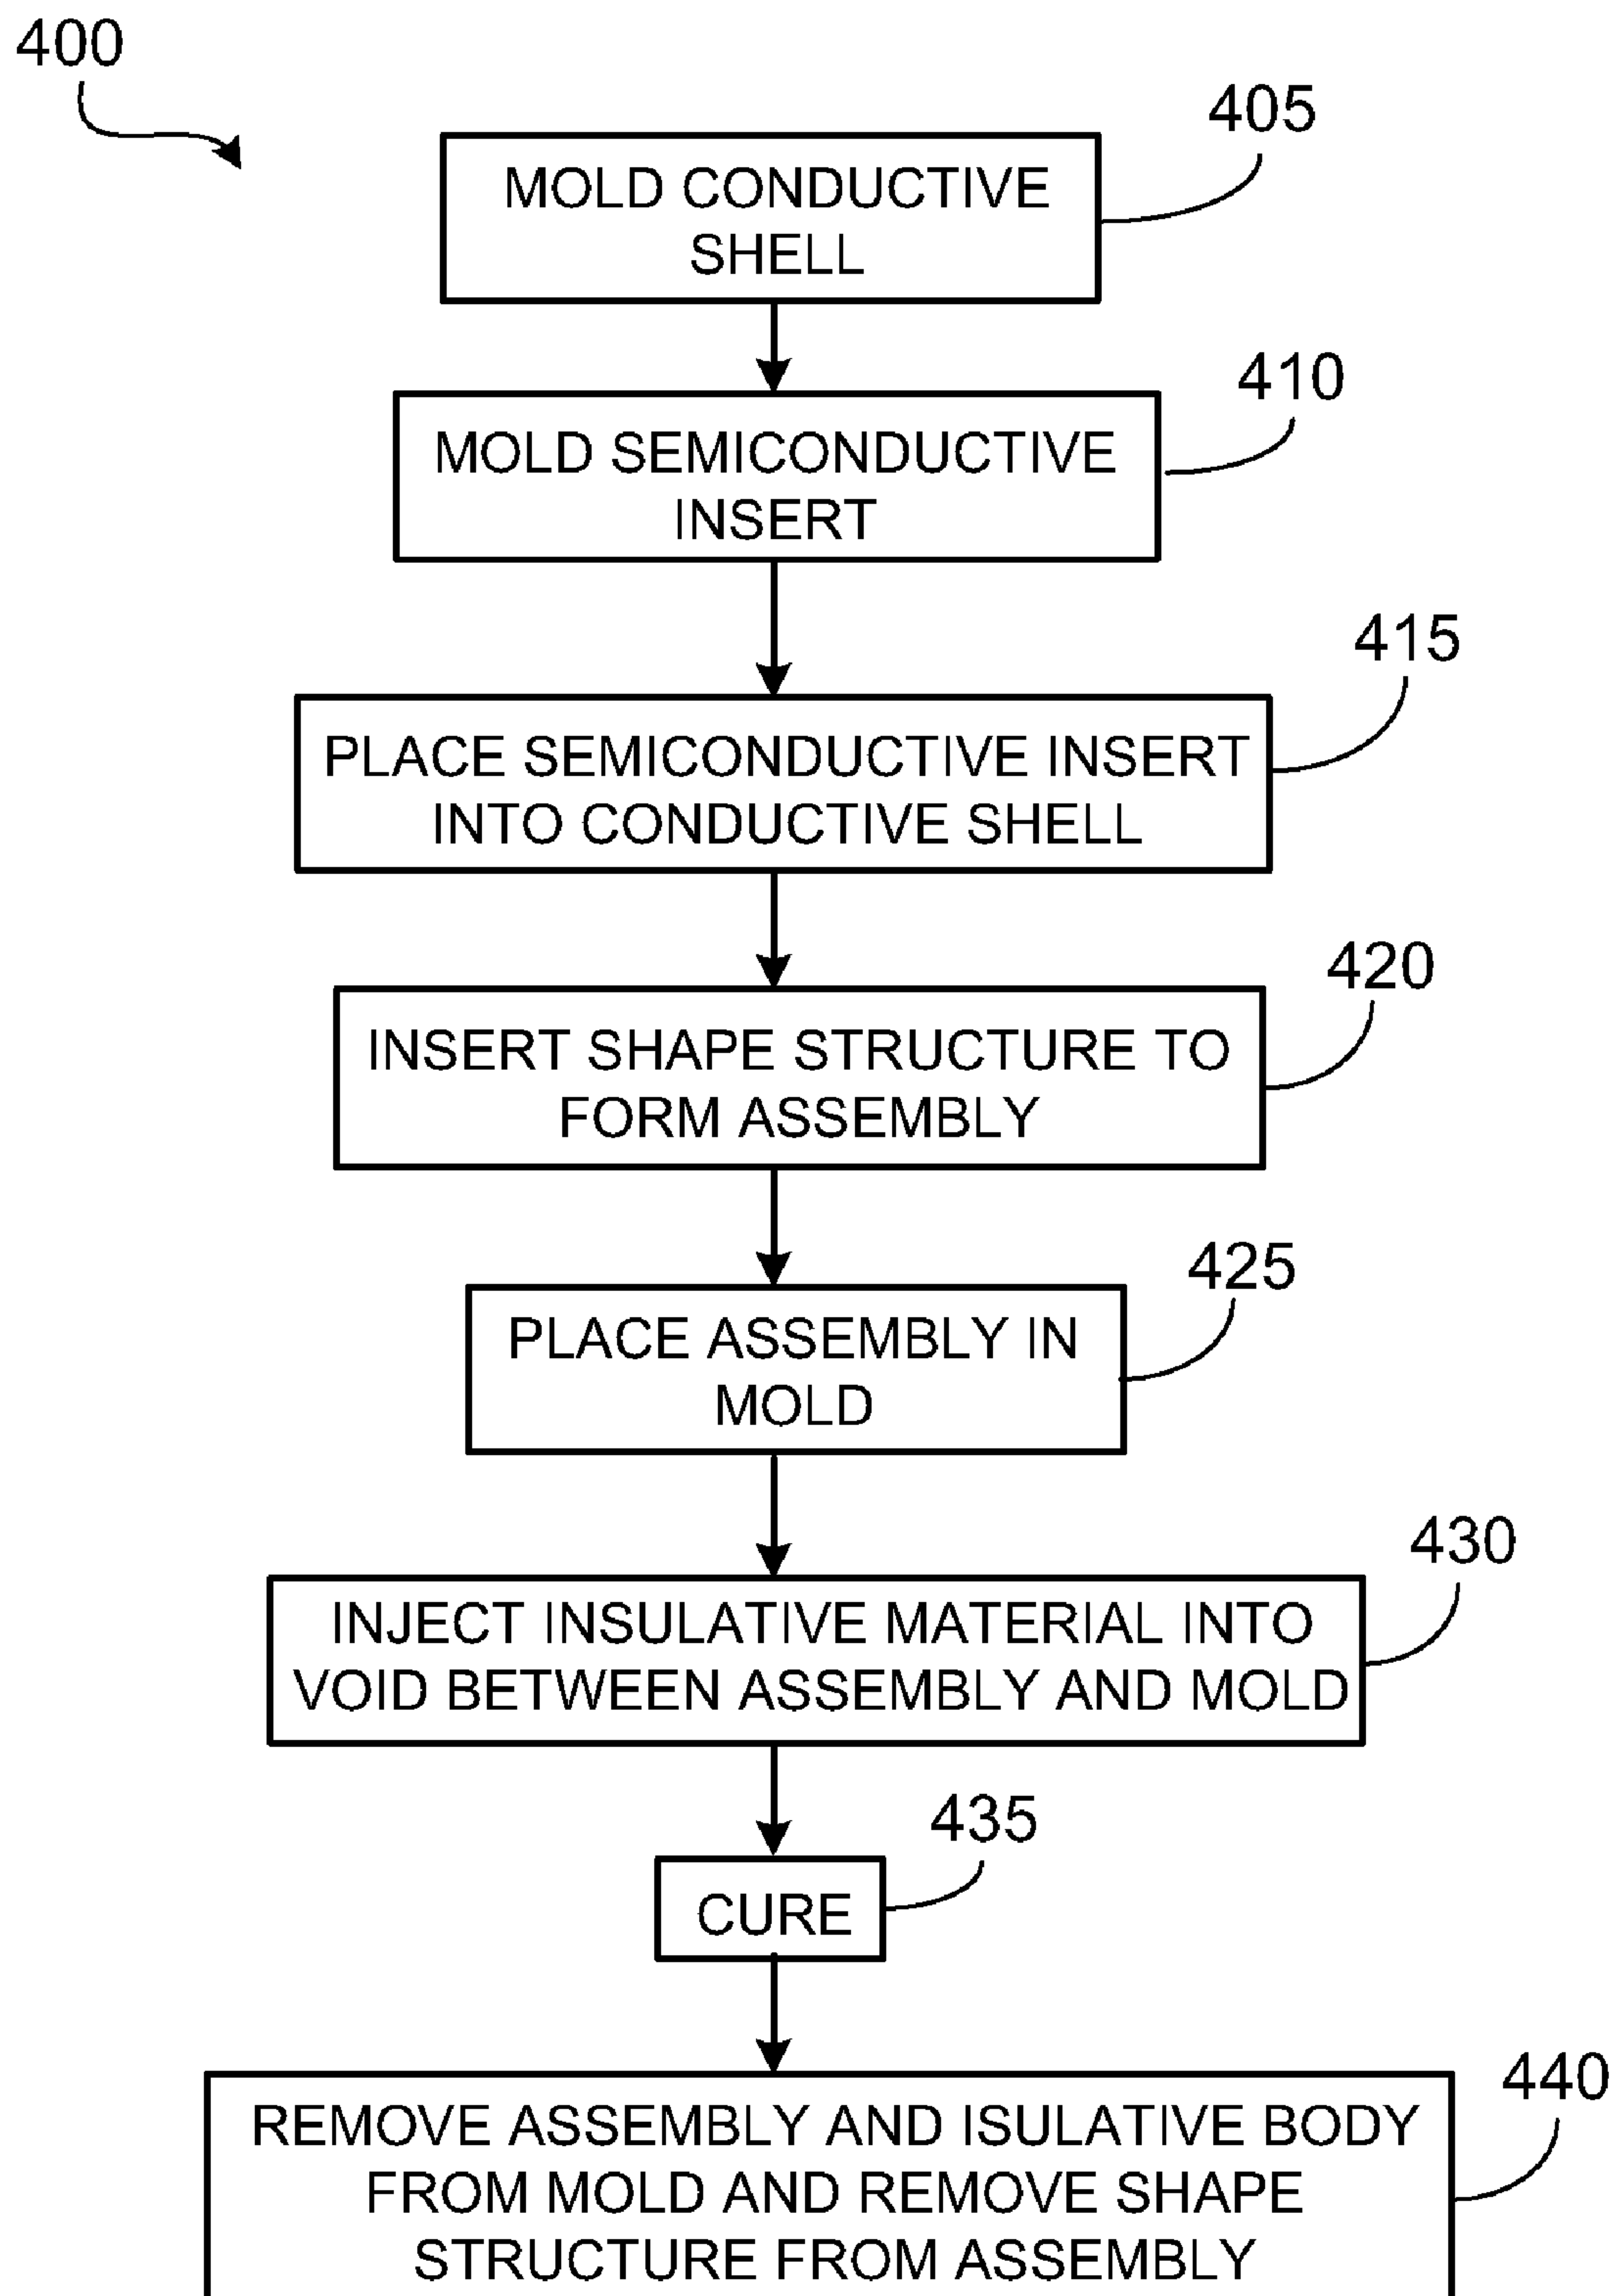 400
405
MOLD CONDUCTIVE
SHELL
410
MOLD SEMICONDUCTIVE
INSERT
415
PLACE SEMICONDUCTIVE INSERT
INTO CONDUCTIVE SHELL
420
INSERT SHAPE STRUCTURE TO
FORM ASSEMBLY
425
PLACE ASSEMBLY IN
MOLD
430
INJECT INSULATIVE MATERIAL INTO
VOID BETWEEN ASSEMBLY AND MOLD
435
CURE
440
REMOVE ASSEMBLY AND ISULATIVE BODY
FROM MOLD AND REMOVE SHAPE
STRUCTURE FROM ASSEMBLY